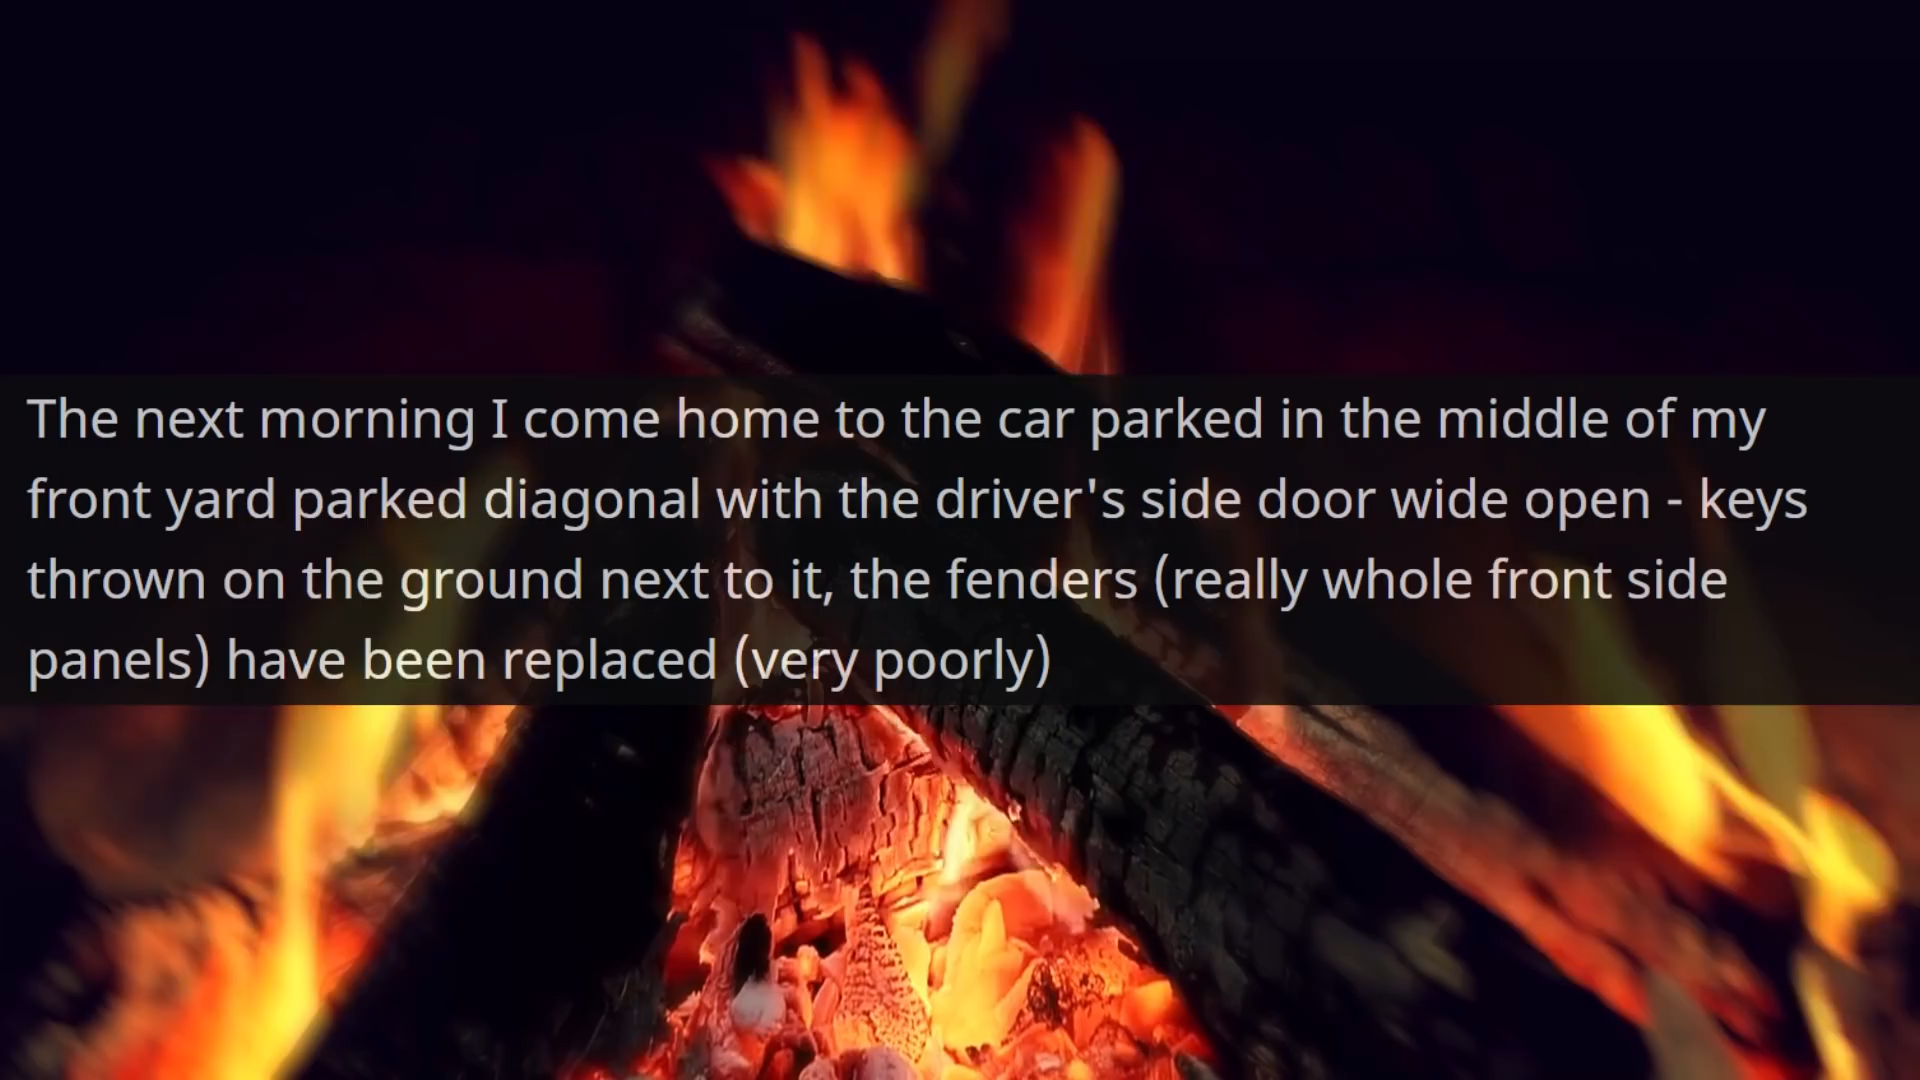 The next morning I come home to the car parked in the middle of my
front yard parked diagonal with the driver's side door wide open - keys
thrown on the ground next to it, the fenders (really whole front side
panels) have been replaced (very poorly)